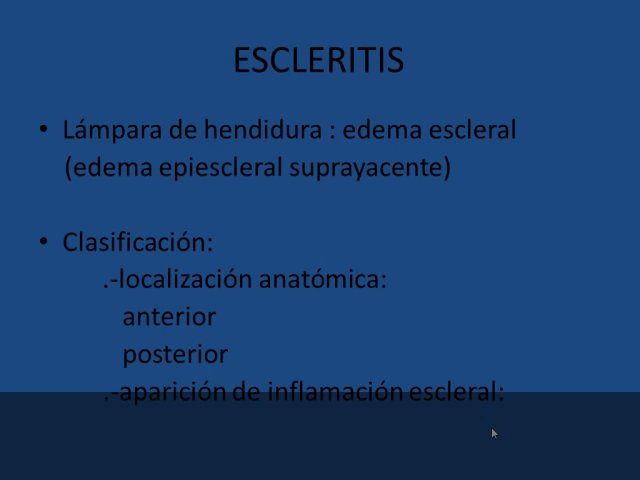 ESCLERITIS
• Lámpara de hendidura : edema escleral
(edema epiescleral suprayacente)
• Clasificación:
.-localización anatómica:
anterior
posterior
.-aparición de inflamación escleral: